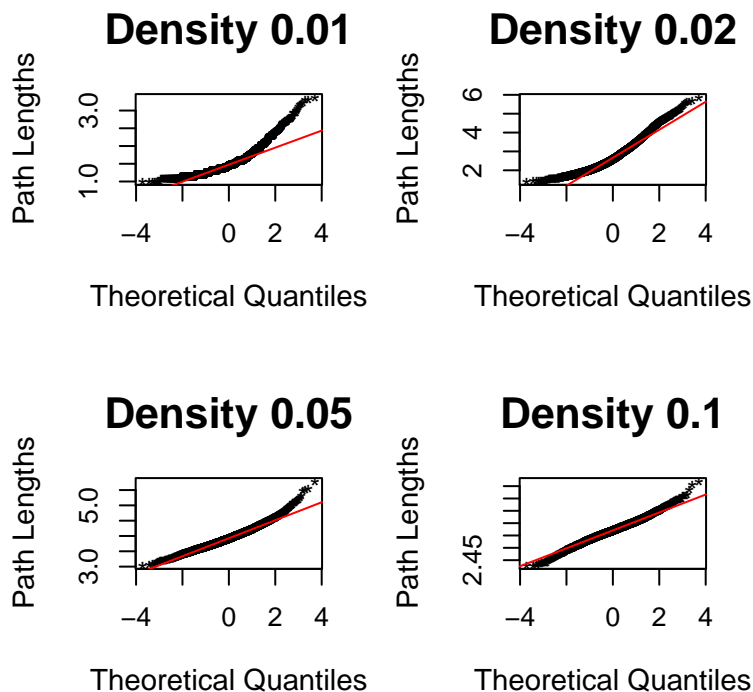 Density 0.01
Path Lengths
3.0
1.0
−4 0 2 4
Theoretical Quantiles
Density 0.02
Path Lengths
6
4
2
−4 0 2 4
Theoretical Quantiles
Density 0.05
Path Lengths
5.0
3.0
−4 0 2 4
Theoretical Quantiles
Density 0.1
Path Lengths
2.45
−4 0 2 4
Theoretical Quantiles